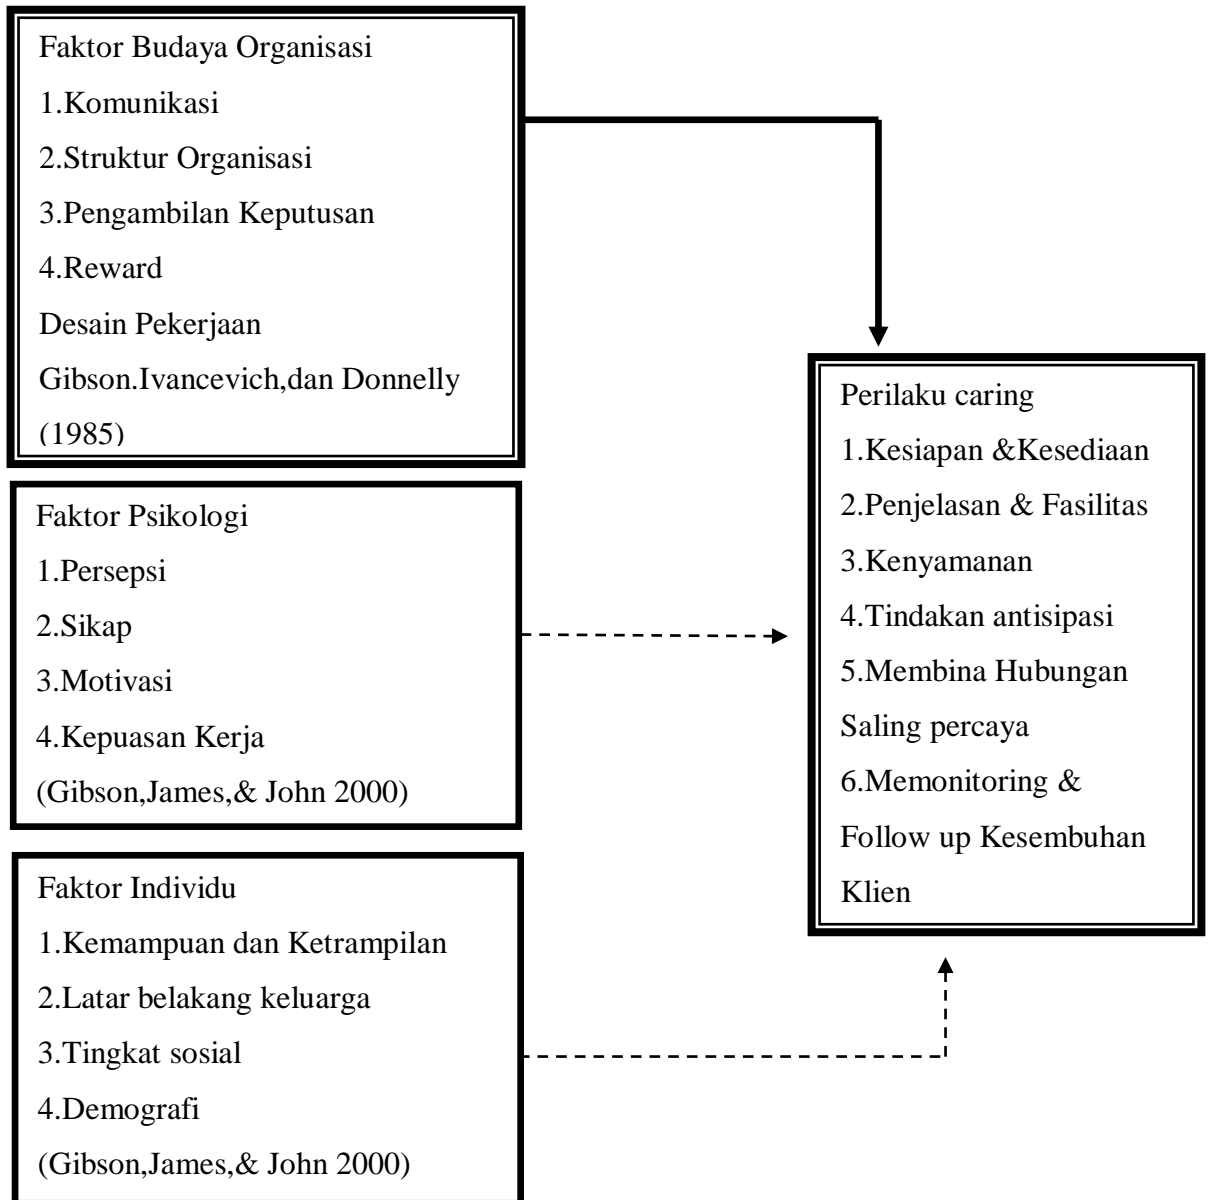 Faktor Budaya Organisasi
1.Komunikasi
2.Struktur Organisasi
3.Pengambilan Keputusan
4.Reward
Desain Pekerjaan
Gibson.Ivancevich,dan Donnelly
(1985)
Faktor Psikologi
1.Persepsi
2.Sikap
3.Motivasi
4.Kepuasan Kerja
(Gibson,James,& John 2000)
Faktor Individu
1.Kemampuan dan Ketrampilan
2.Latar belakang keluarga
3.Tingkat sosial
4.Demografi
(Gibson,James,& John 2000)
Perilaku caring
1.Kesiapan &Kesediaan
2.Penjelasan & Fasilitas
3.Kenyamanan
4.Tindakan antisipasi
5.Membina Hubungan
Saling percaya
6.Memonitoring &
Follow up Kesembuhan
Klien